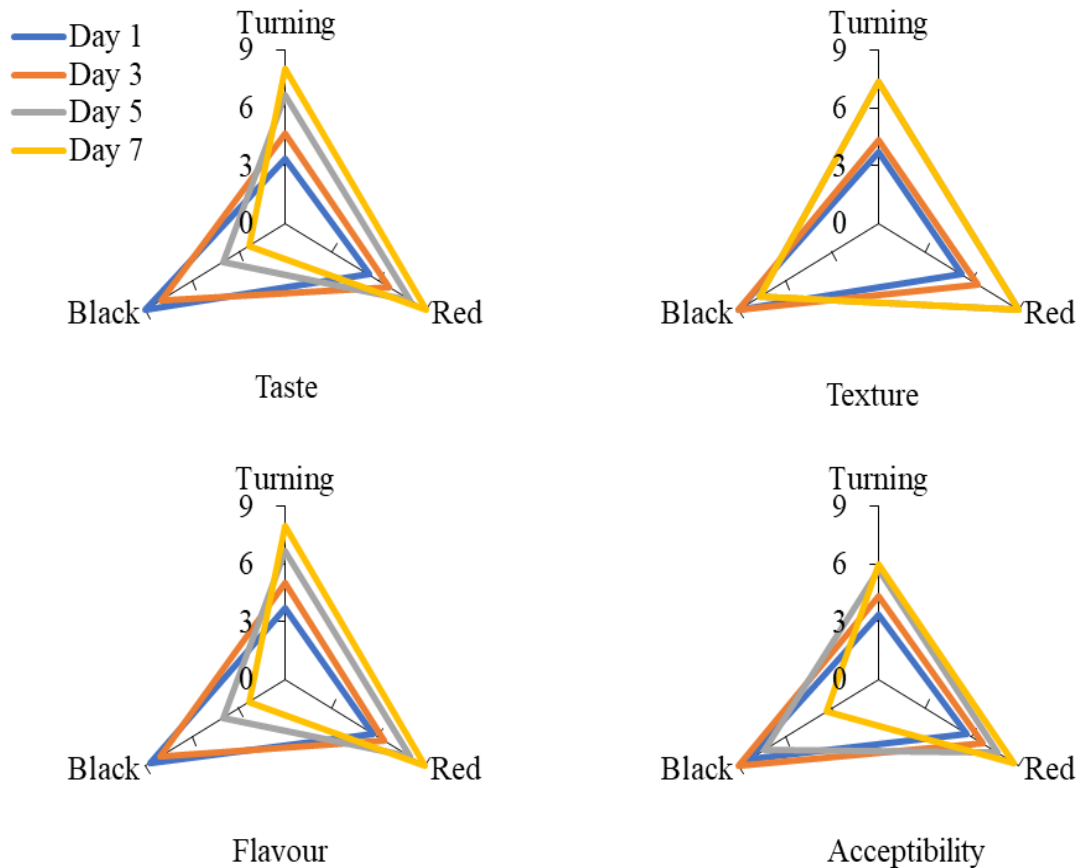 Day 1
Day 3
Day 5
Day 7
Turning
9
6
3
0
Black
Red
Taste
Turning
9
6
3
0
Black
Red
Texture
Turning
9
6
3
0
Black
Red
Flavour
Turning
9
6
3
0
Black
Red
Acceptibility